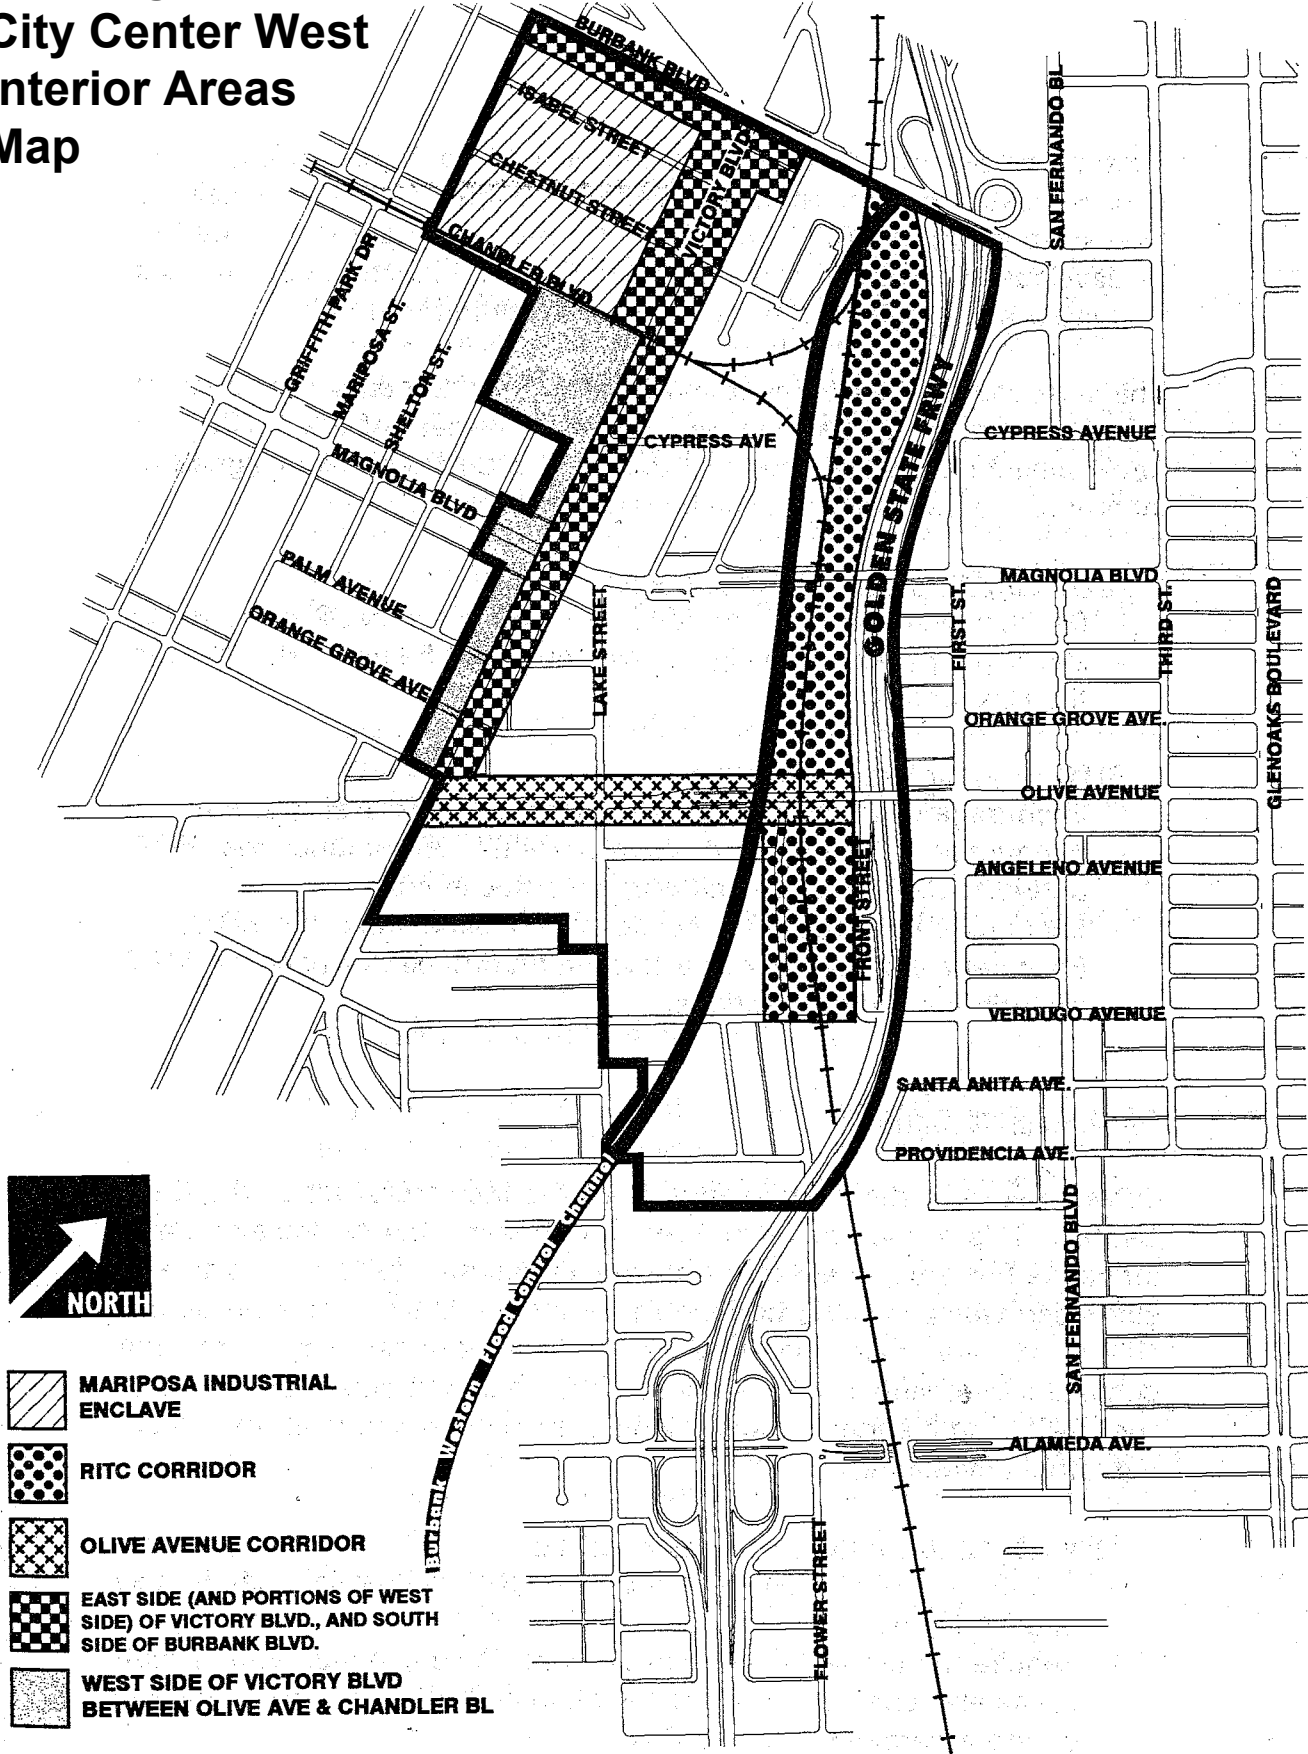 City Center West
Interior Areas
Map
BURBANK BLVD
ISABEL STREET
CHESTNUT STREET
VICTORY BLVD
CHANDLER BLVD
SAN FERNANDO BL
GRIFFITH PARK DR
MARIPOSA ST.
SHELTON ST.
MAGNOLIA BLVD
PALM AVENUE
ORANGE GROVE AVE
CYPRESS AVE
LAKE STREET
GOLDEN STATE FRWY
CYPRESS AVENUE
MAGNOLIA BLVD
FIRST ST.
THIRD ST.
GLENOAKS BOULEVARD
ORANGE GROVE AVE.
OLIVE AVENUE
ANGELENO AVENUE
FRONT STREET
VERDUGO AVENUE
SANTA ANITA AVE.
PROVIDENCIA AVE.
SAN FERNANDO BLVD
ALAMEDA AVE.
FLOWER STREET
Burbank Western Flood Control Channel
NORTH
MARIPOSA INDUSTRIAL
ENCLAVE
RITC CORRIDOR
OLIVE AVENUE CORRIDOR
EAST SIDE (AND PORTIONS OF WEST
SIDE) OF VICTORY BLVD., AND SOUTH
SIDE OF BURBANK BLVD.
WEST SIDE OF VICTORY BLVD
BETWEEN OLIVE AVE & CHANDLER BL